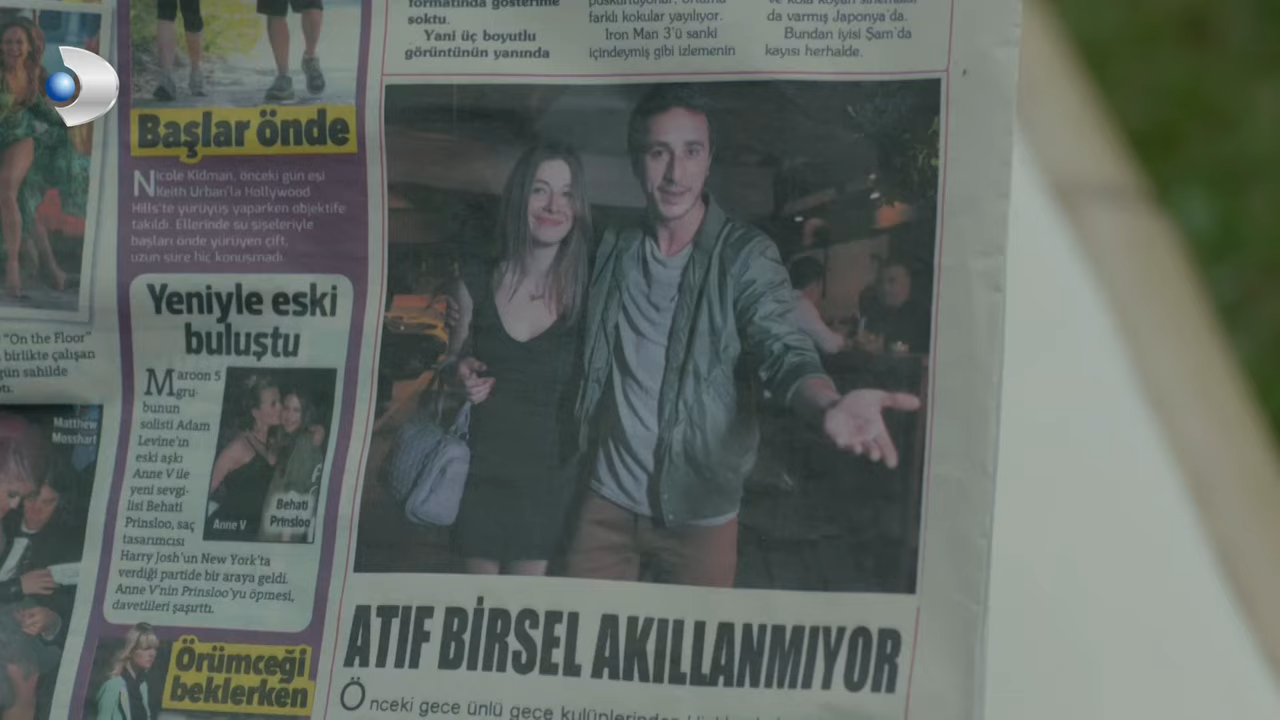 formatında gösterime
soktu.
Yani üç boyutlu
görüntünün yanında
farklı kokular yayılıyor.
Iron Man 3'ü sanki
içindeymiş gibi izlemenin
da varmış Japonya'da.
Bundan iyisi Şam'da
kayısı herhalde.
Başlar önde
Nicole Kidman, önceki gün eşi
Keith Urban'la Hollywood
Hills'te yürüyüş yaparken objektife
takıldı. Ellerinde su şişeleriyle
başları önde yürüyen çift,
uzun süre hiç konuşmadı.
Yeniyle eski
buluştu
Maroon 5
gru-
bunun
solisti Adam
Levine'in
eski aşkı
Anne V ile
yeni sevgi-
lisi Behati
Prinsloo, saç
tasarımcısı
Harry Josh'un New York'ta
verdiği partide bir araya geldi.
Anne V'nin Prinsloo'yu öpmesi,
davetlileri şaşırttı.
Anne V
Behati
Prinsloo
"On the Floor"
birlikte çalışan
gün sahilde
Matthew
Mosshart
Örümceği
beklerken
ATIF BİRSEL AKILLANMIYOR
Önceki gece ünlü gece kulüplerinden